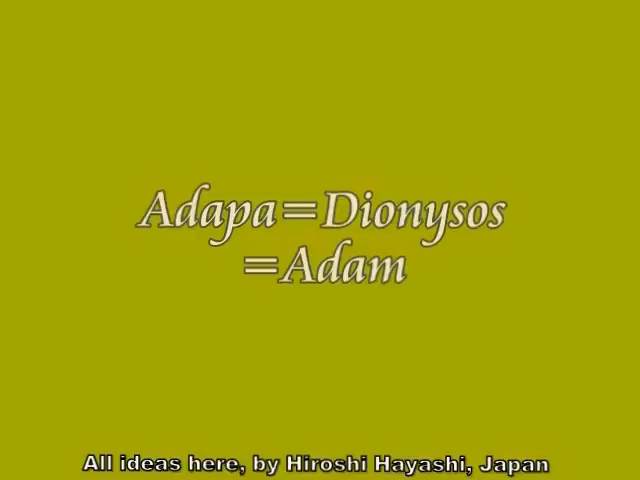 Adapa=Dionysos
=Adam
All ideas here, by Hiroshi Hayashi, Japan